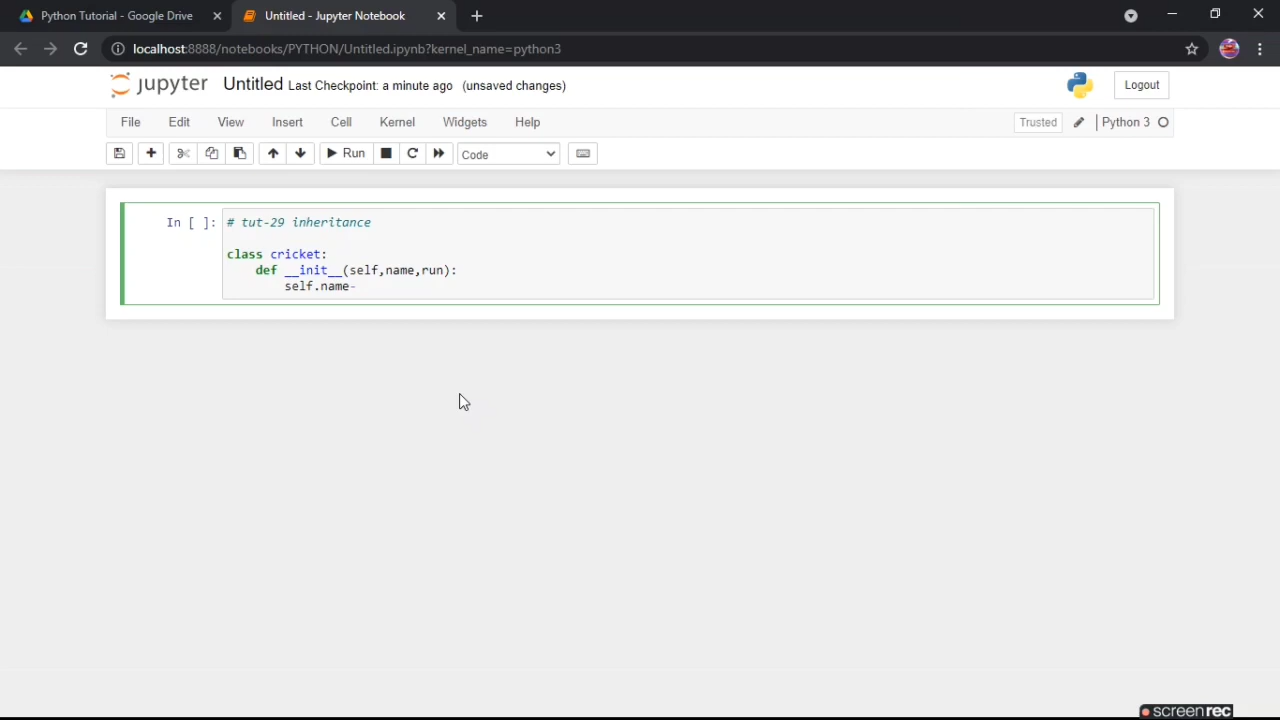 Python Tutorial - Google Drive
Untitled - Jupyter Notebook
localhost:8888/notebooks/PYTHON/Untitled.ipynb?kernel_name=python3
jupyter Untitled Last Checkpoint: a minute ago (unsaved changes)
Logout
File Edit View Insert Cell Kernel Widgets Help
Trusted Python 3
Run Code
In [ ]: # tut-29 inheritance
class cricket:
def __init__(self,name,run):
self.name-
screenrec